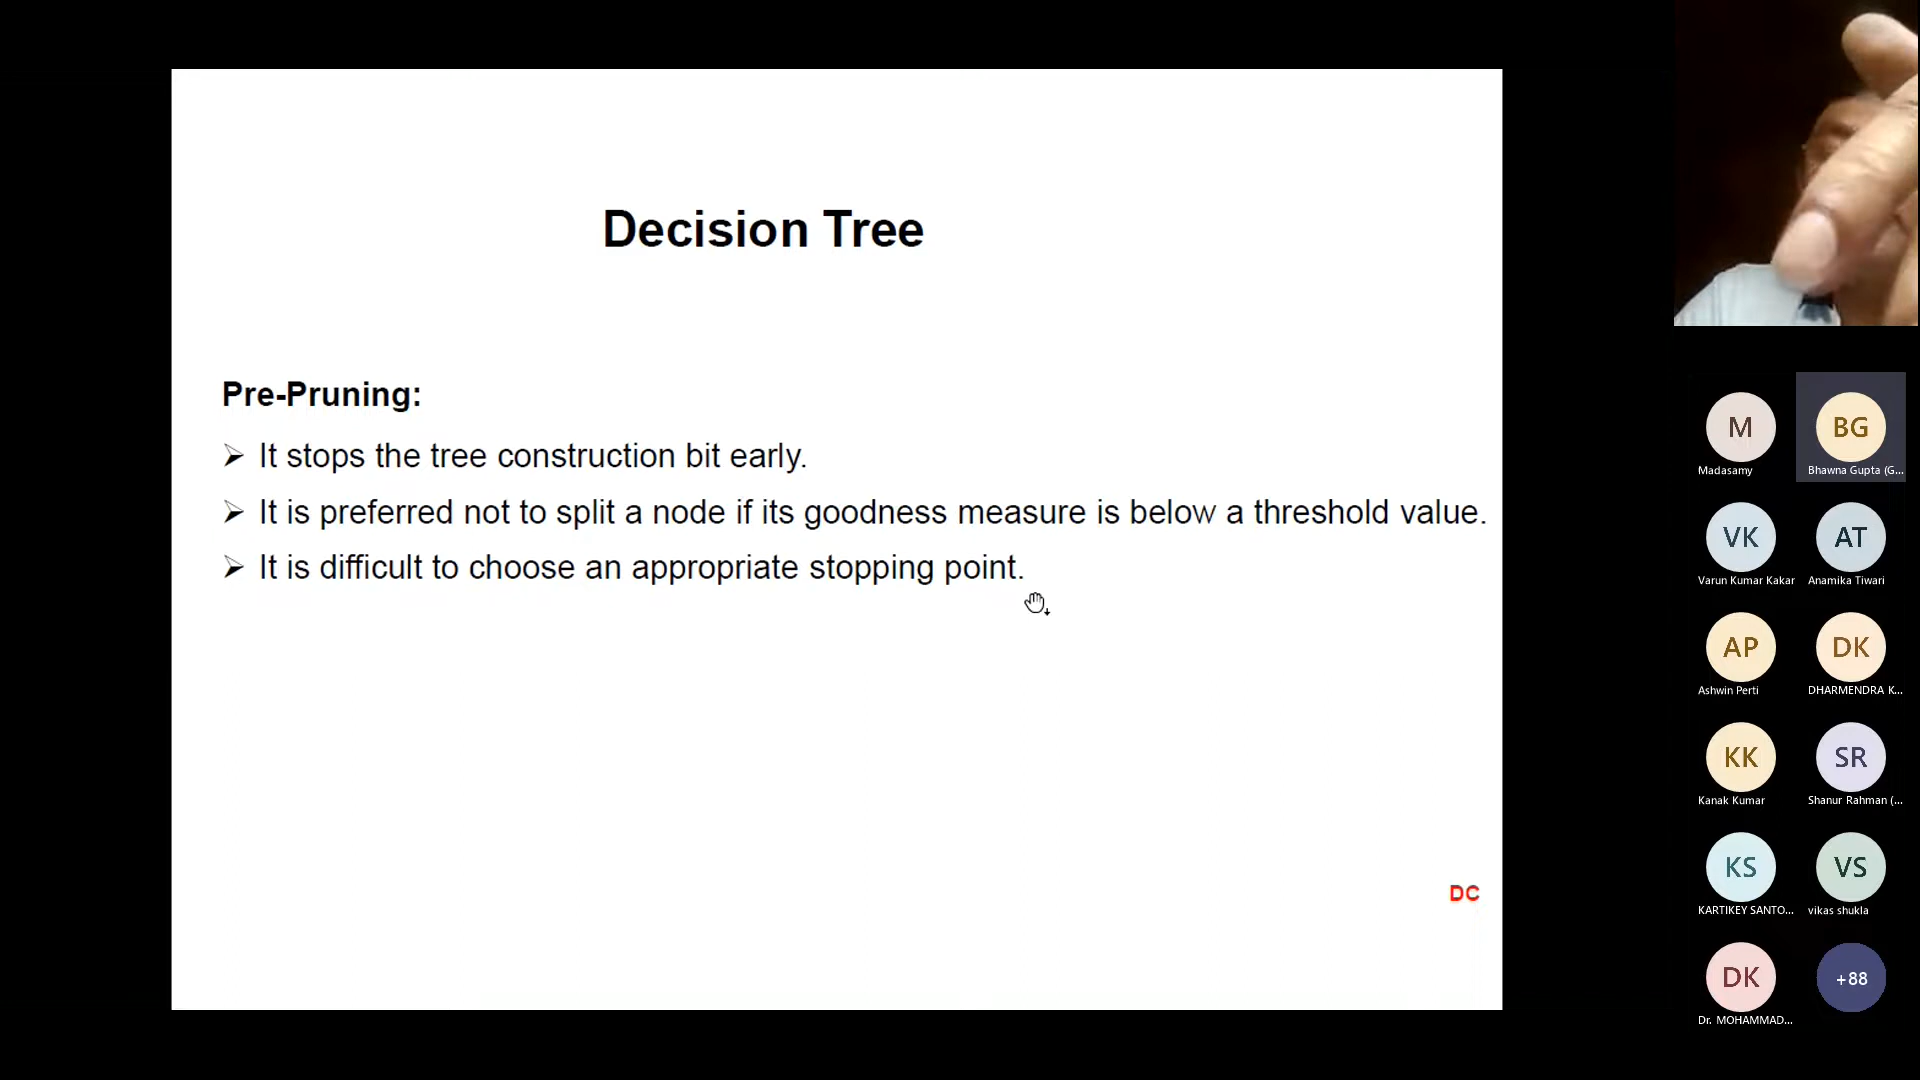 Decision Tree
Pre-Pruning:
➢ It stops the tree construction bit early.
➢ It is preferred not to split a node if its goodness measure is below a threshold value.
➢ It is difficult to choose an appropriate stopping point.
DC
M
Madasamy
BG
Bhawna Gupta (G...
VK
Varun Kumar Kakar
AT
Anamika Tiwari
AP
Ashwin Perti
DK
DHARMENDRA K...
KK
Kanak Kumar
SR
Shanur Rahman (...
KS
KARTIKEY SANTO...
VS
vikas shukla
DK
Dr. MOHAMMAD...
+88